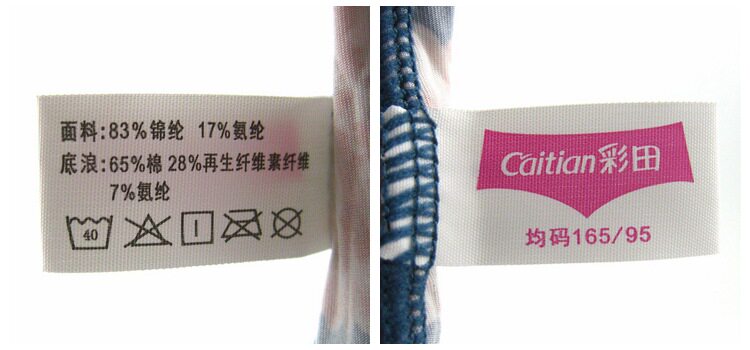 面料:83%锦纶 17%氨纶
底浪:65%棉 28%再生纤维素纤维
7%氨纶
40
Caitian彩田
均码165/95